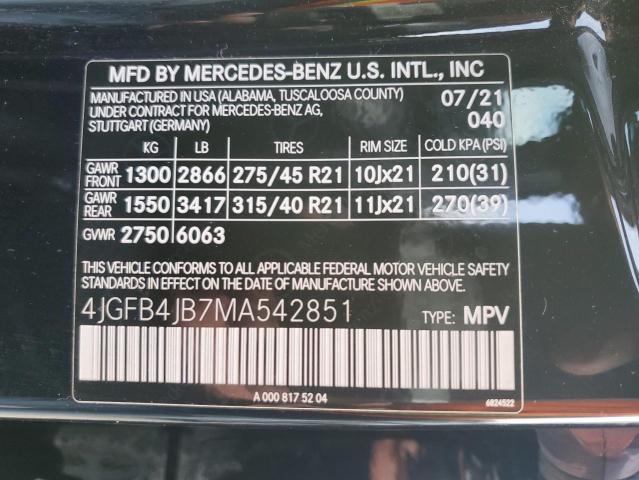 MFD BY MERCEDES-BENZ U.S. INTL., INC
MANUFACTURED IN USA (ALABAMA, TUSCALOOSA COUNTY) 07/21
UNDER CONTRACT FOR MERCEDES-BENZ AG,
STUTTGART (GERMANY) 040
KG LB TIRES RIM SIZE COLD KPA (PSI)
GAWR FRONT 1300 2866 275/45 R21 10Jx21 210(31)
GAWR REAR 1550 3417 315/40 R21 11Jx21 270(39)
GVWR 2750 6063
THIS VEHICLE CONFORMS TO ALL APPLICABLE FEDERAL MOTOR VEHICLE SAFETY
STANDARDS IN EFFECT ON THE DATE OF MANUFACTURE SHOWN ABOVE.
4JGFB4JB7MA542851 TYPE: MPV
A 000 817 52 04 6824522